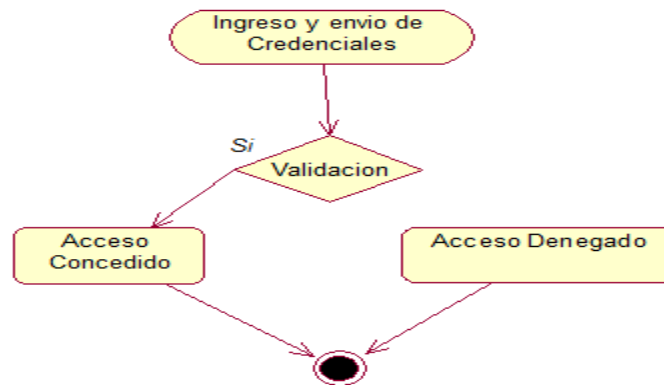 Ingreso y envio de
Credenciales
Si
Validacion
Acceso
Concedido
Acceso Denegado